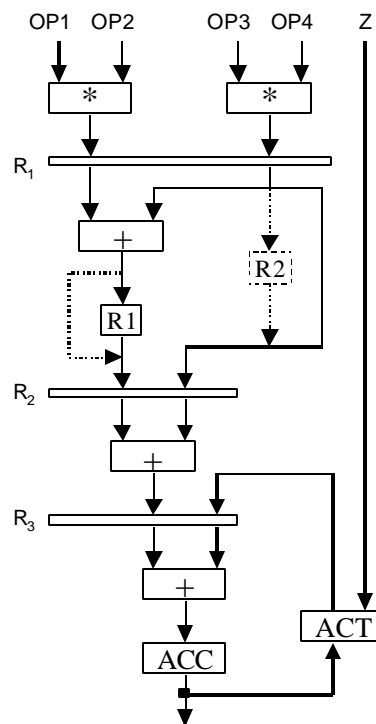 OP1 OP2 OP3 OP4 Z
* *
R1
+
R2
R1
R2
+
R3
+
ACT
ACC